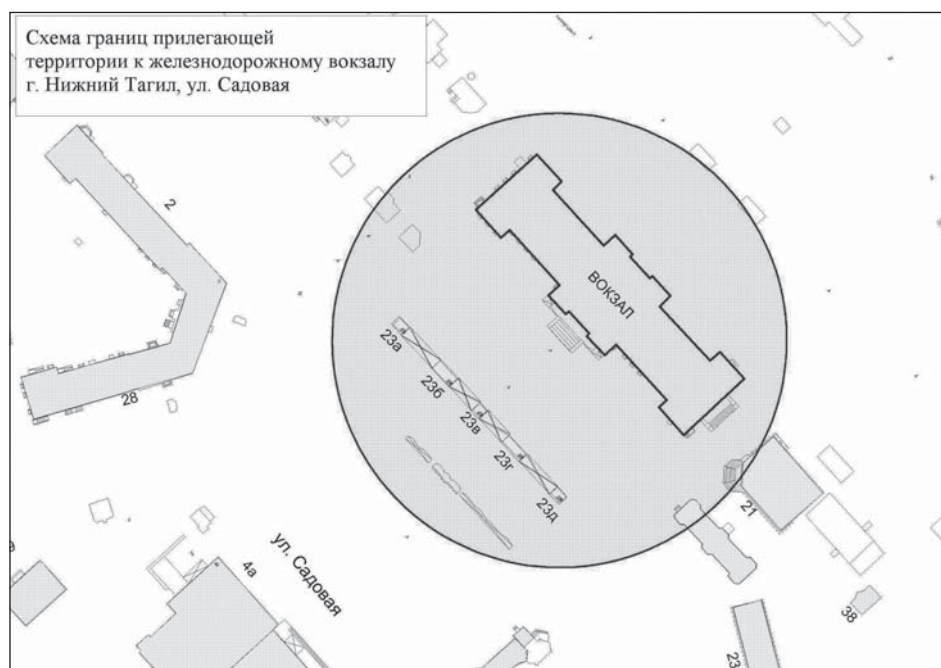 Схема границ прилегающей
территории к железнодорожному вокзалу
г. Нижний Тагил, ул. Садовая
2
ВОКЗАЛ
23а
23б
28
23в
23г
23д
21
ул. Садовая
4а
38
23